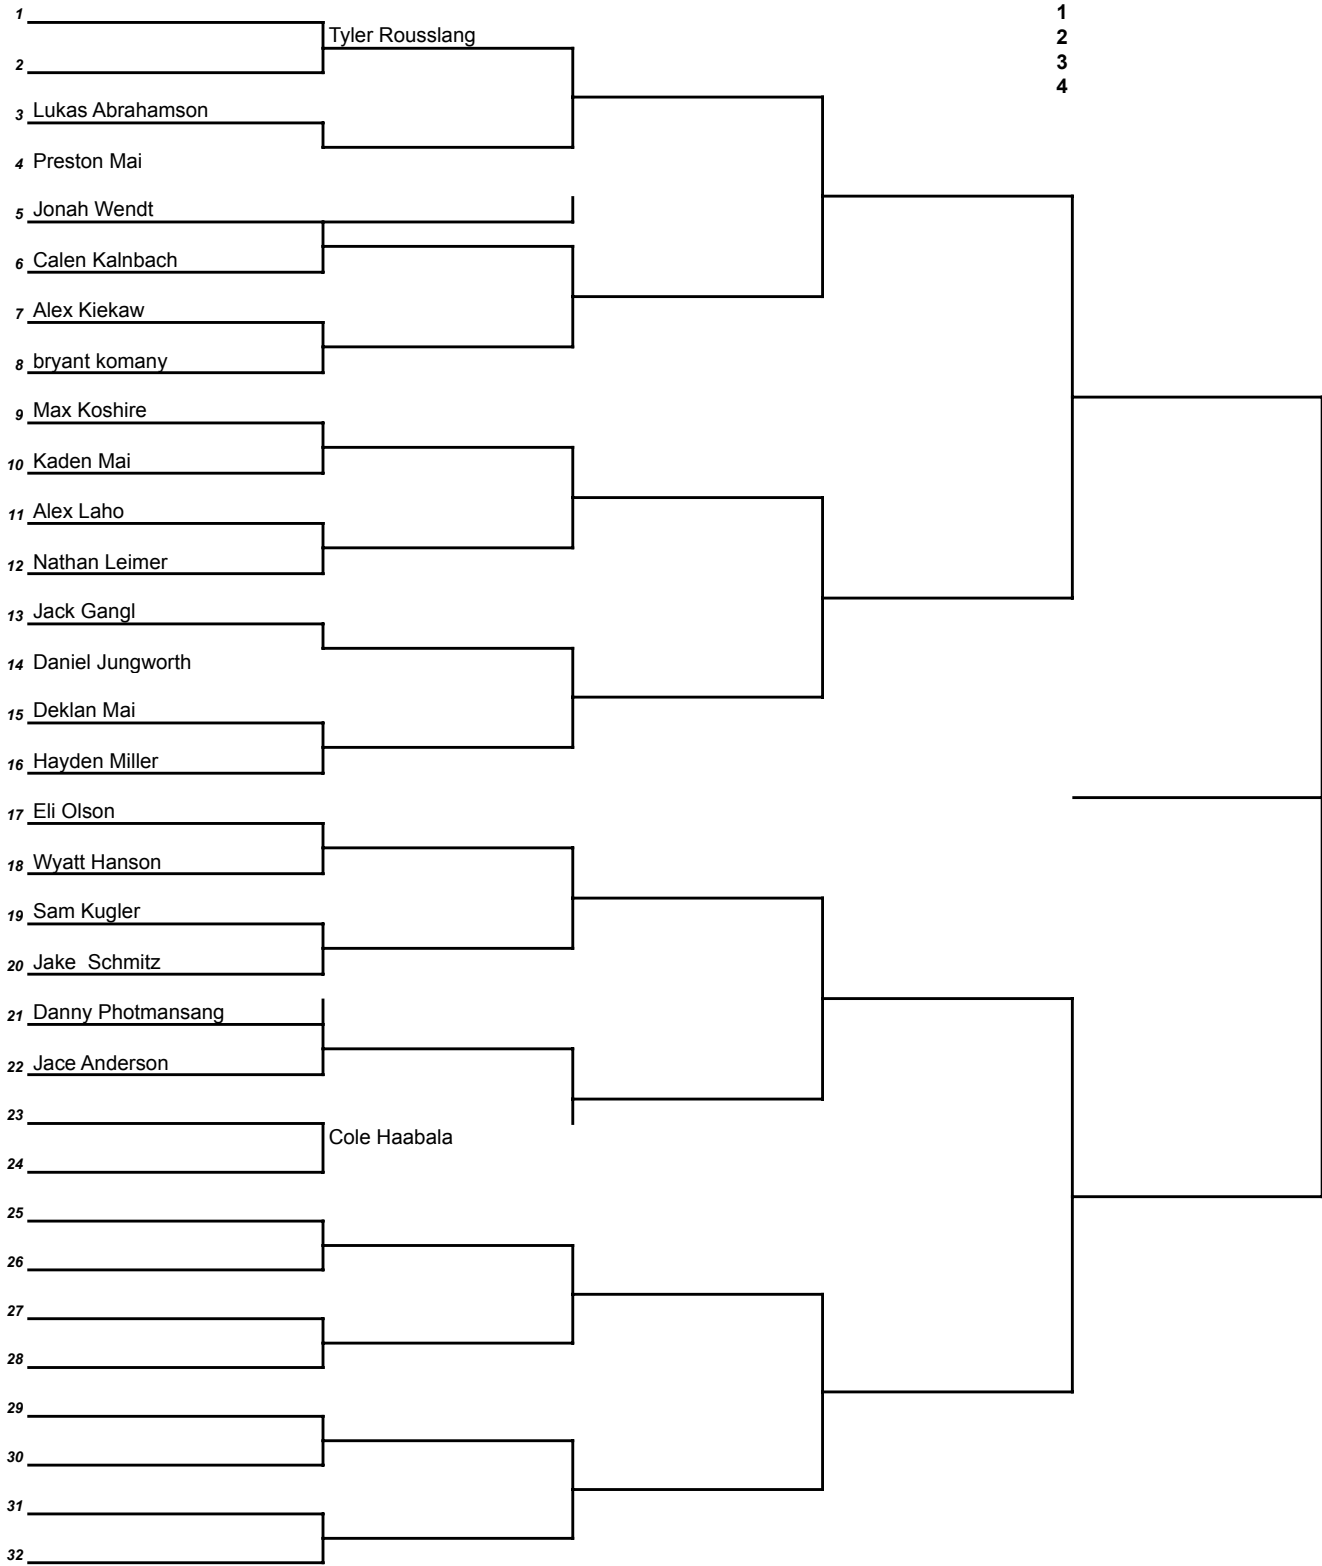 1
1
Tyler Rousslang
2
2
3
3 Lukas Abrahamson
4
4 Preston Mai
5 Jonah Wendt
6 Calen Kalnbach
7 Alex Kiekaw
8 bryant komany
9 Max Koshire
10 Kaden Mai
11 Alex Laho
12 Nathan Leimer
13 Jack Gangl
14 Daniel Jungworth
15 Deklan Mai
16 Hayden Miller
17 Eli Olson
18 Wyatt Hanson
19 Sam Kugler
20 Jake  Schmitz
21 Danny Photmansang
22 Jace Anderson
23
Cole Haabala
24
25
26
27
28
29
30
31
32